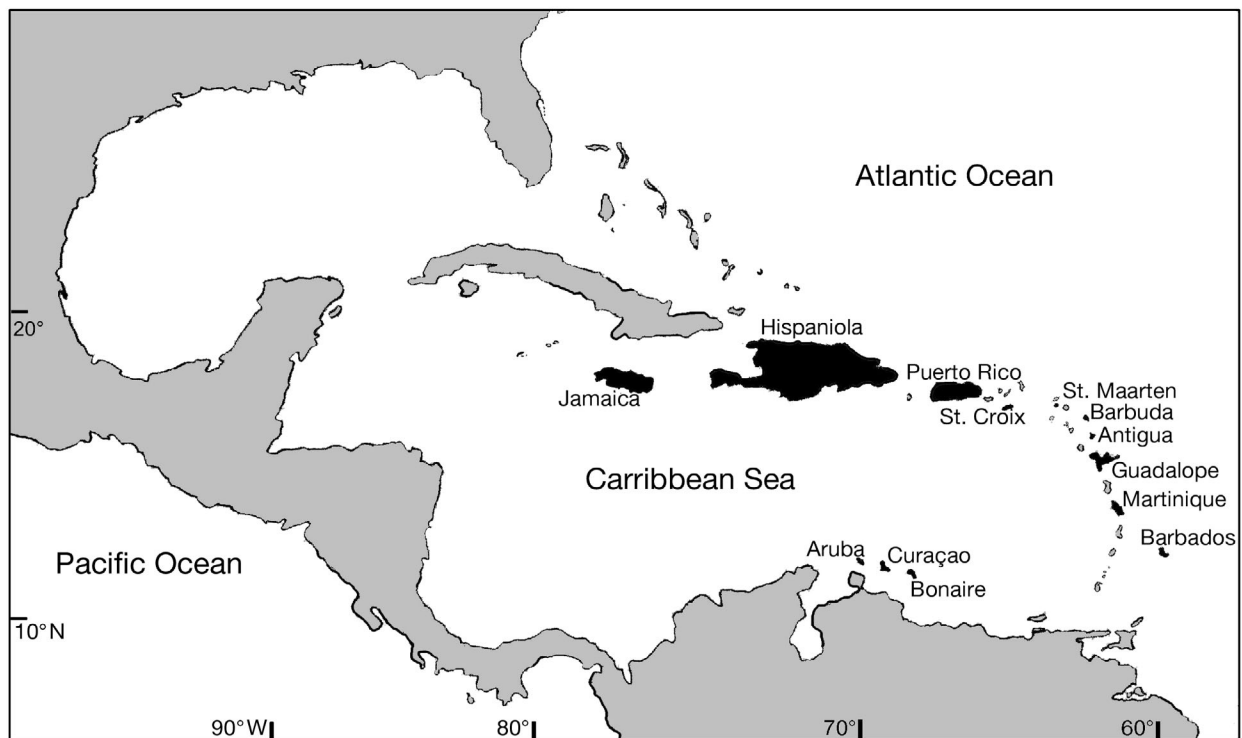 Atlantic Ocean
20°
Hispaniola
Puerto Rico
Jamaica
St. Croix
St. Maarten
Barbuda
Antigua
Guadalope
Martinique
Barbados
Carribbean Sea
Pacific Ocean
Aruba
Curaçao
Bonaire
10°N
90°W
80°
70°
60°